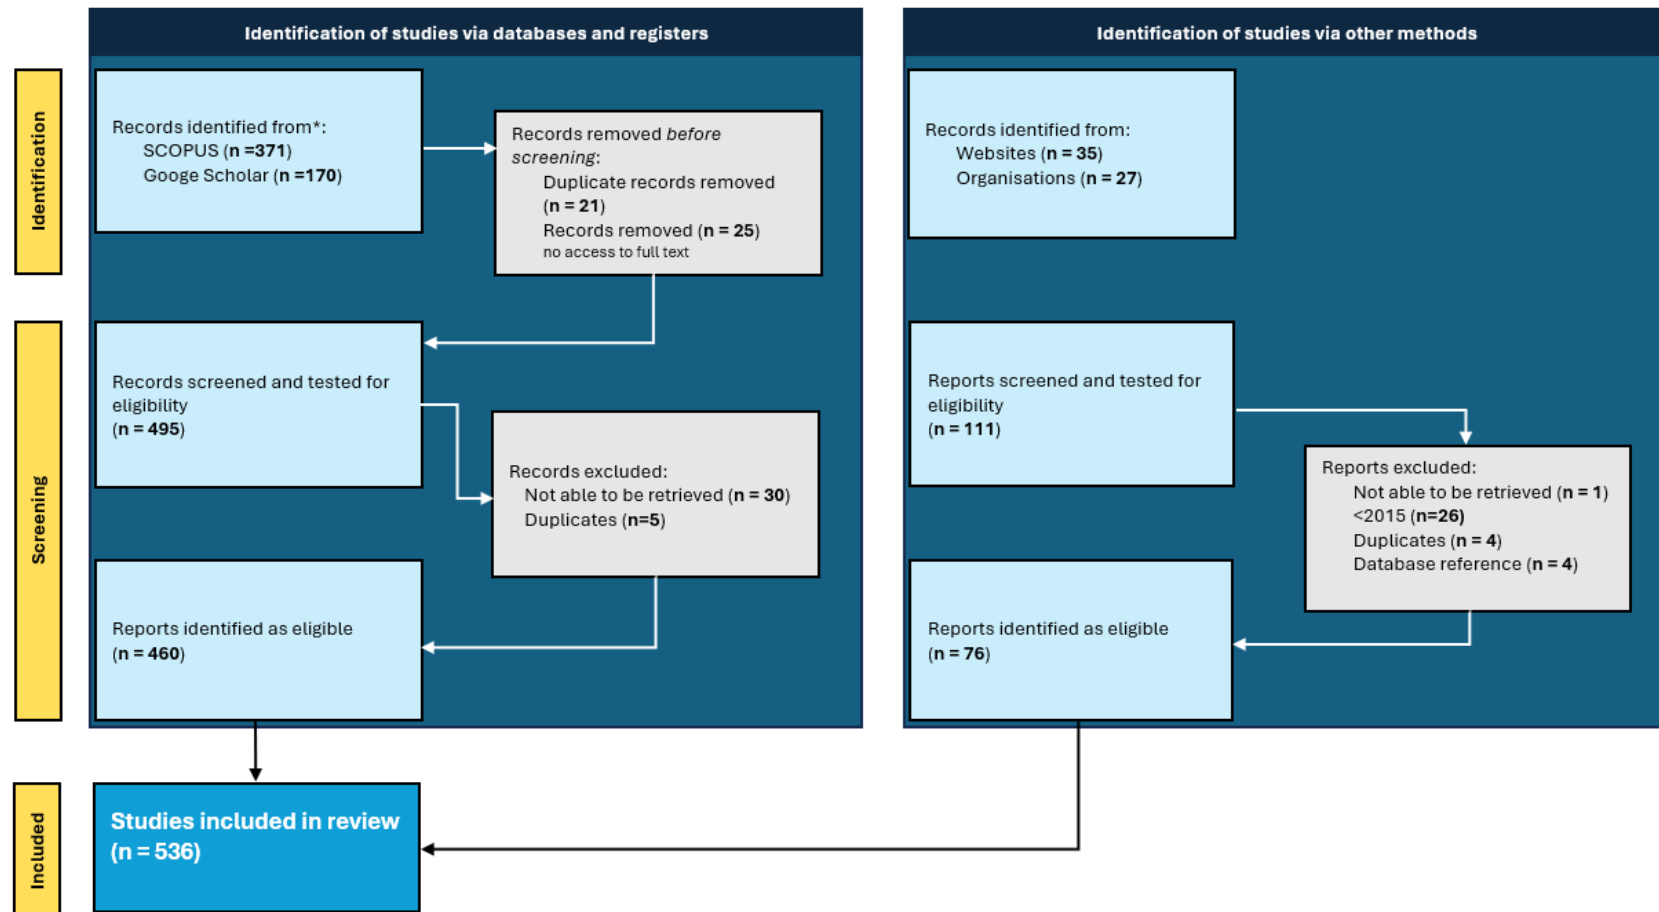 Identification of studies via databases and registers
Identification of studies via other methods
Identification
Records identified from*:
SCOPUS (n =371)
Googe Scholar (n =170)
Records removed before
screening:
Duplicate records removed
(n = 21)
Records removed (n = 25)
no access to full text
Records identified from:
Websites (n = 35)
Organisations (n = 27)
Screening
Records screened and tested for
eligibility
(n = 495)
Records excluded:
Not able to be retrieved (n = 30)
Duplicates (n=5)
Reports identified as eligible
(n = 460)
Reports screened and tested for
eligibility
(n = 111)
Reports excluded:
Not able to be retrieved (n = 1)
<2015 (n=26)
Duplicates (n = 4)
Database reference (n = 4)
Reports identified as eligible
(n = 76)
Included
Studies included in review
(n = 536)